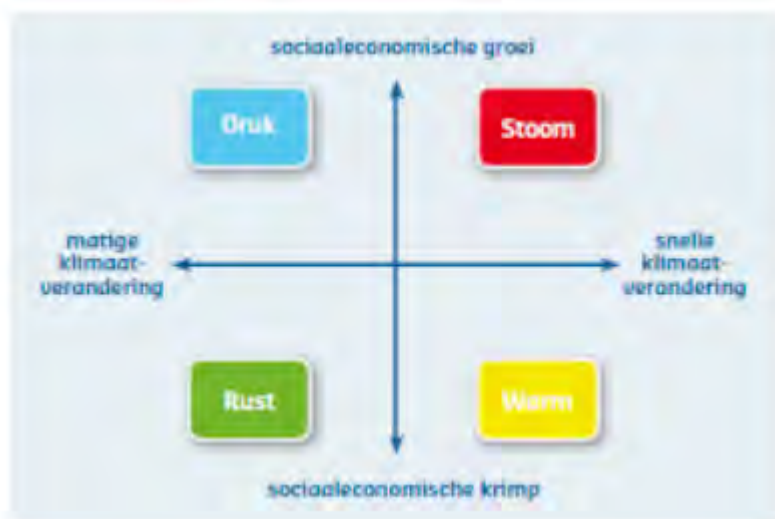 sociaaleconomische groei
Druk
Stoom
matige
klimaat-
verandering
snelle
klimaat-
verandering
Rust
Warm
sociaaleconomische krimp